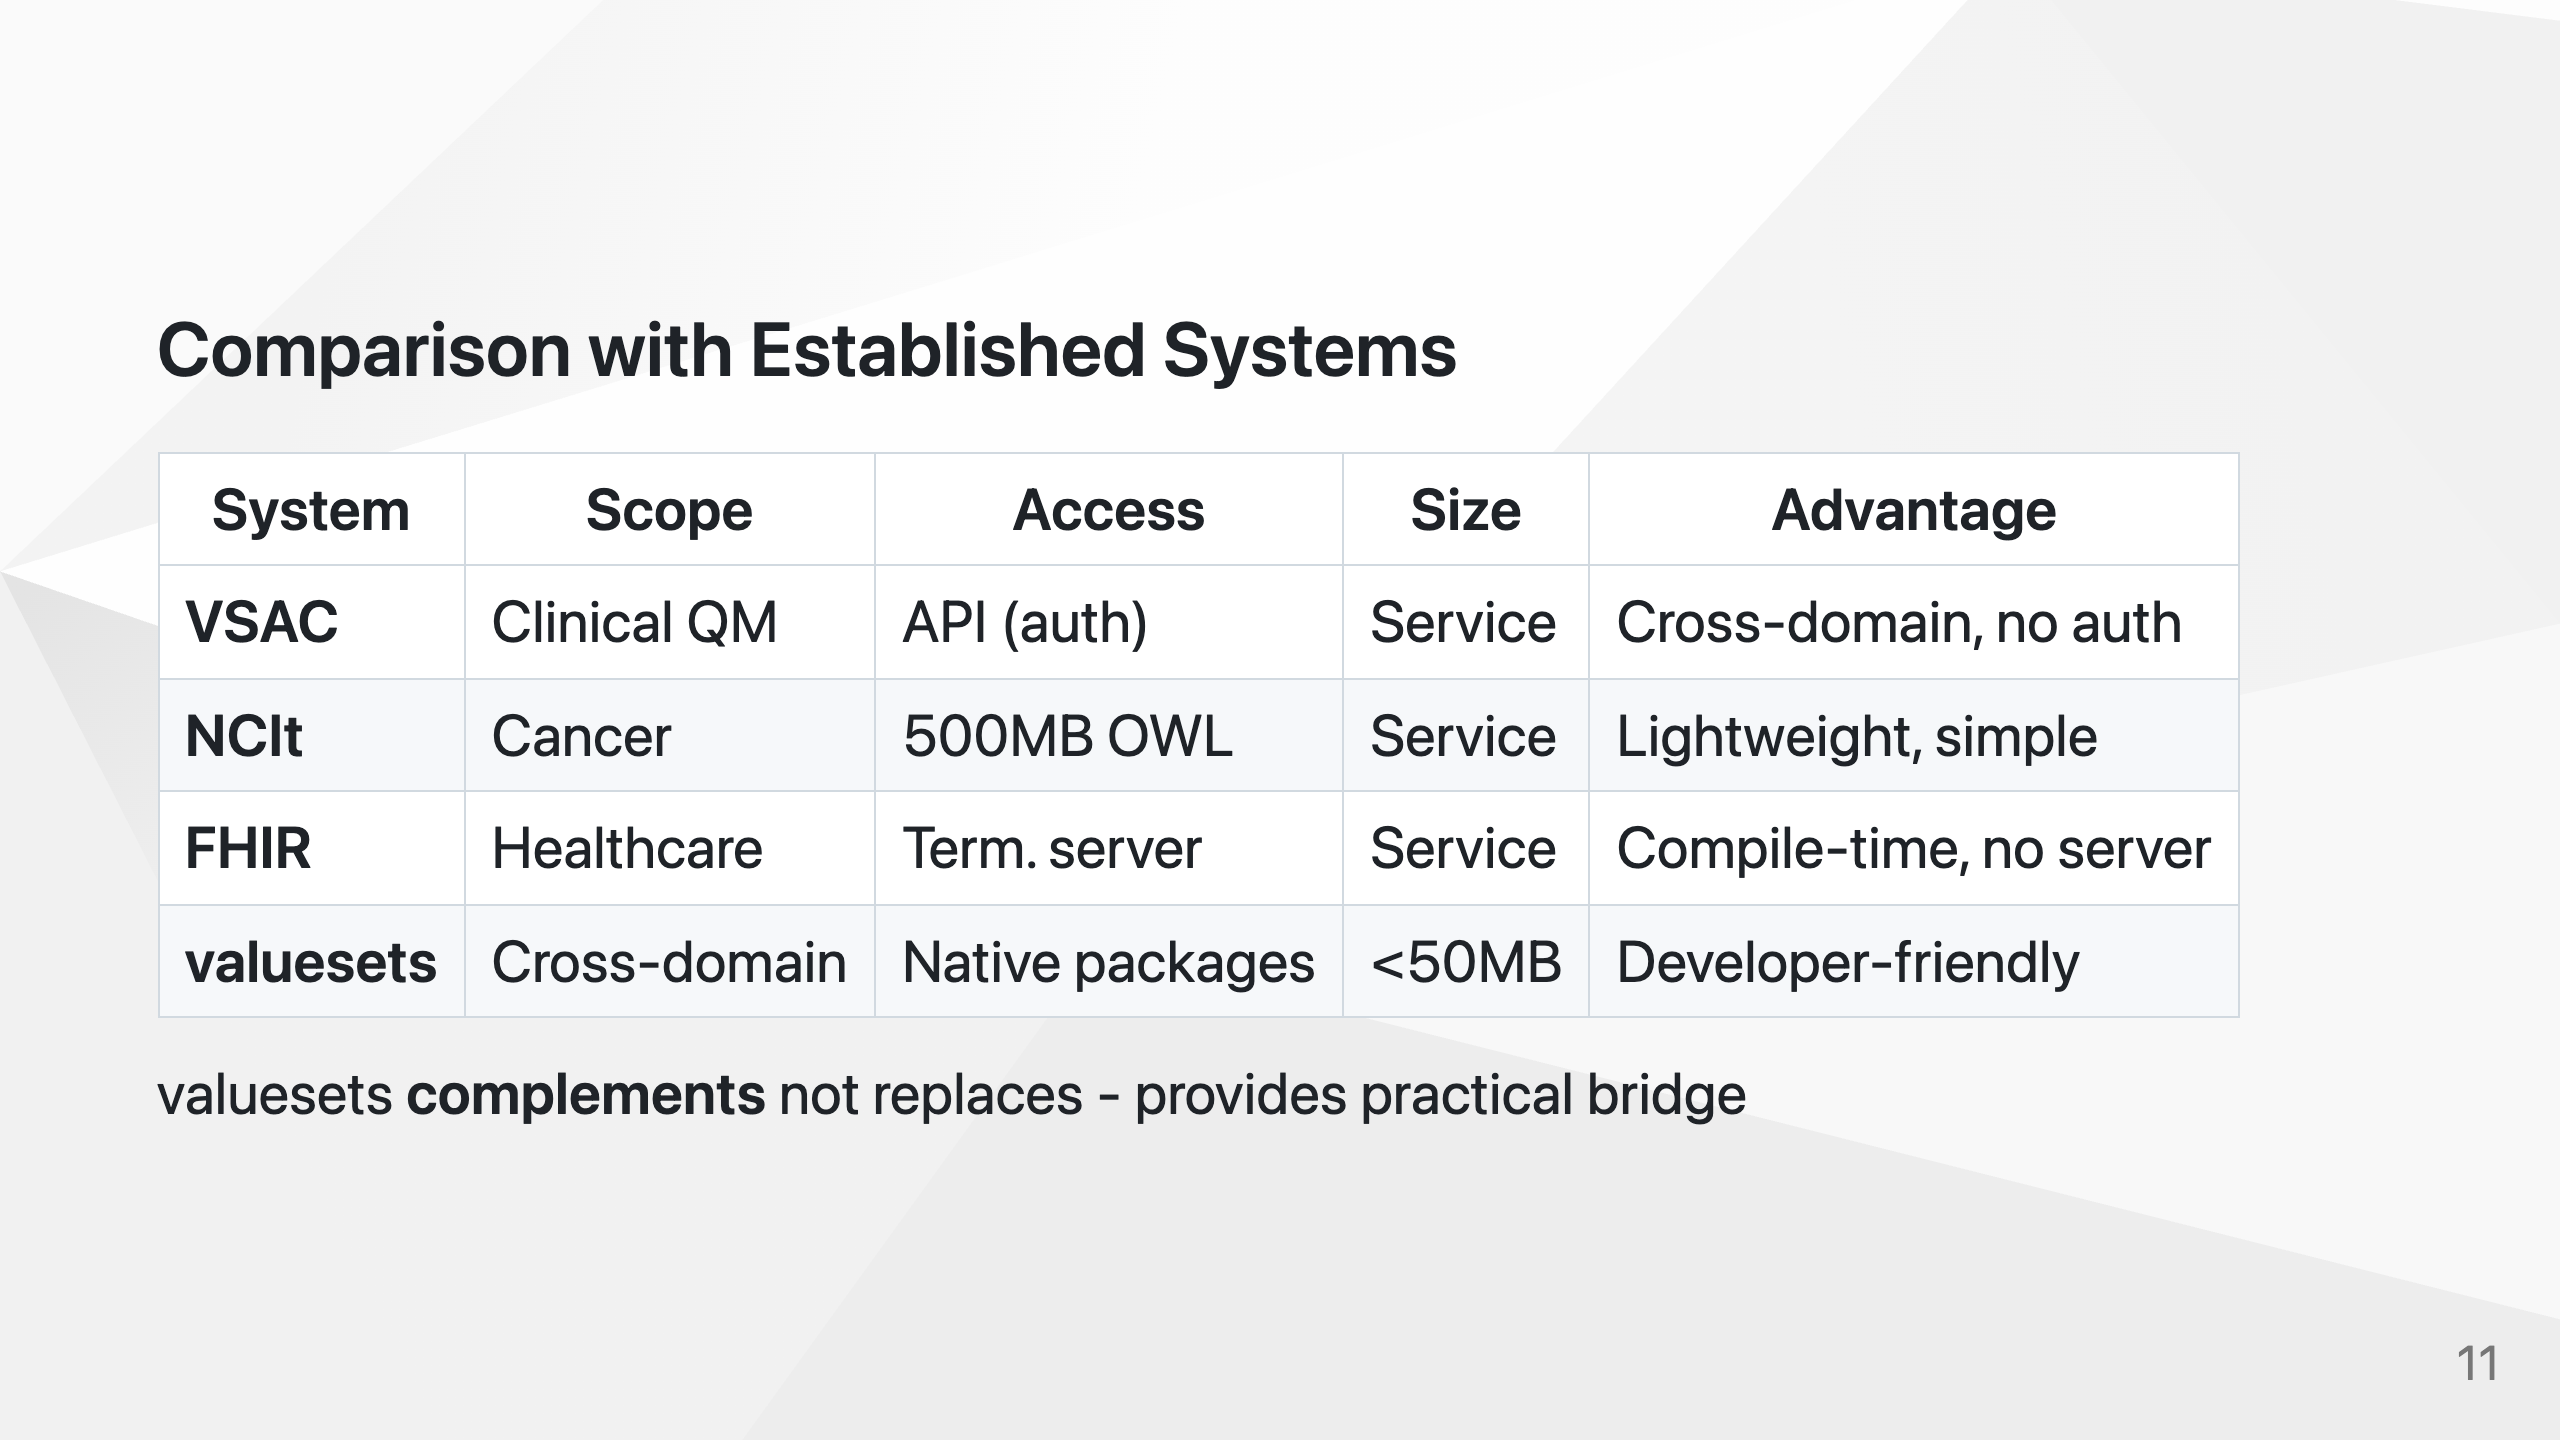 Comparison with Established Systems
System Scope Access Size Advantage
VSAC Clinical QM API (auth) Service Cross-domain, no auth
NCIt Cancer 500MB OWL Service Lightweight, simple
FHIR Healthcare Term. server Service Compile-time, no server
valuesets Cross-domain Native packages <50MB Developer-friendly
valuesets complements not replaces - provides practical bridge
11